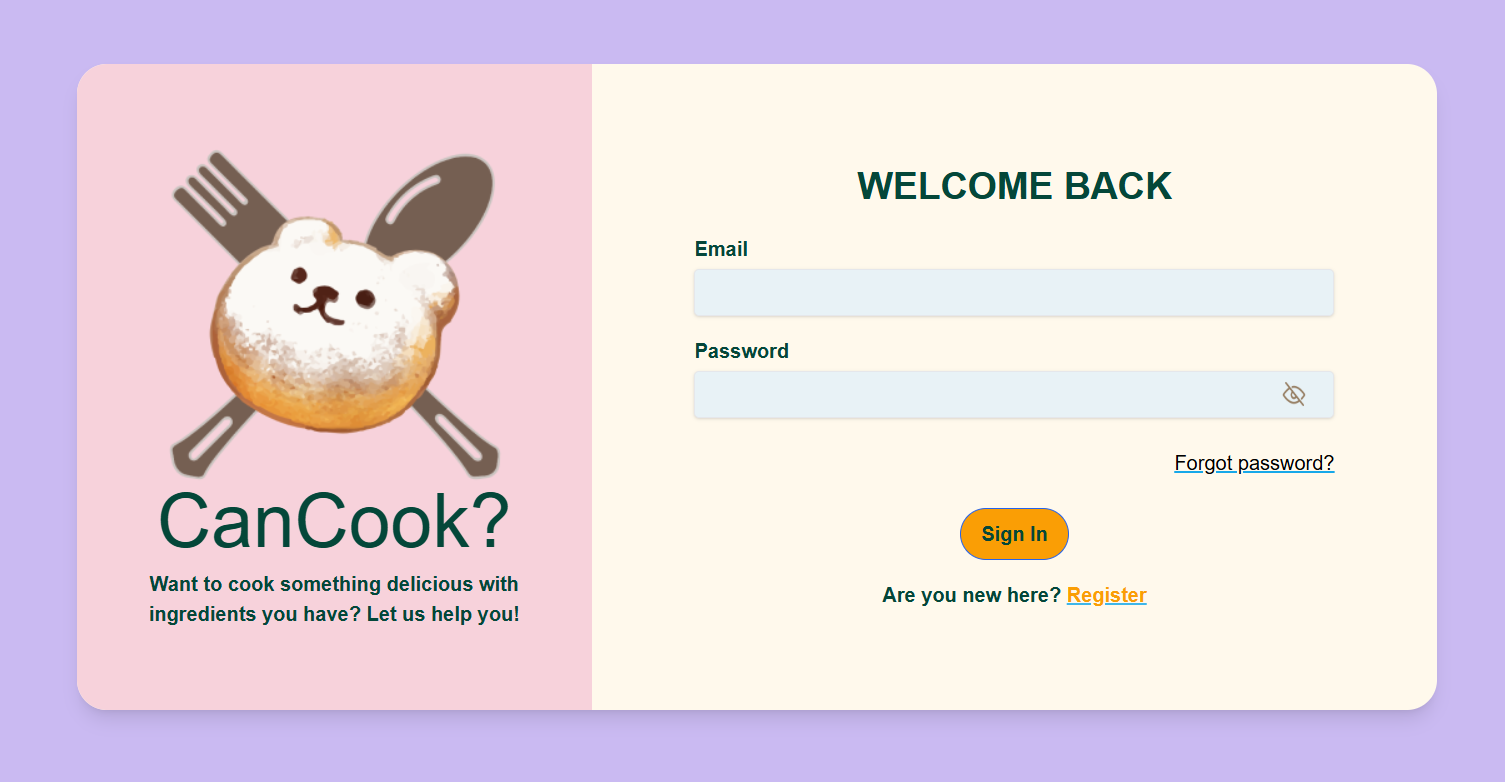 CanCook?
Want to cook something delicious with
ingredients you have? Let us help you!
WELCOME BACK
Email
Password
Forgot password?
Sign In
Are you new here? Register